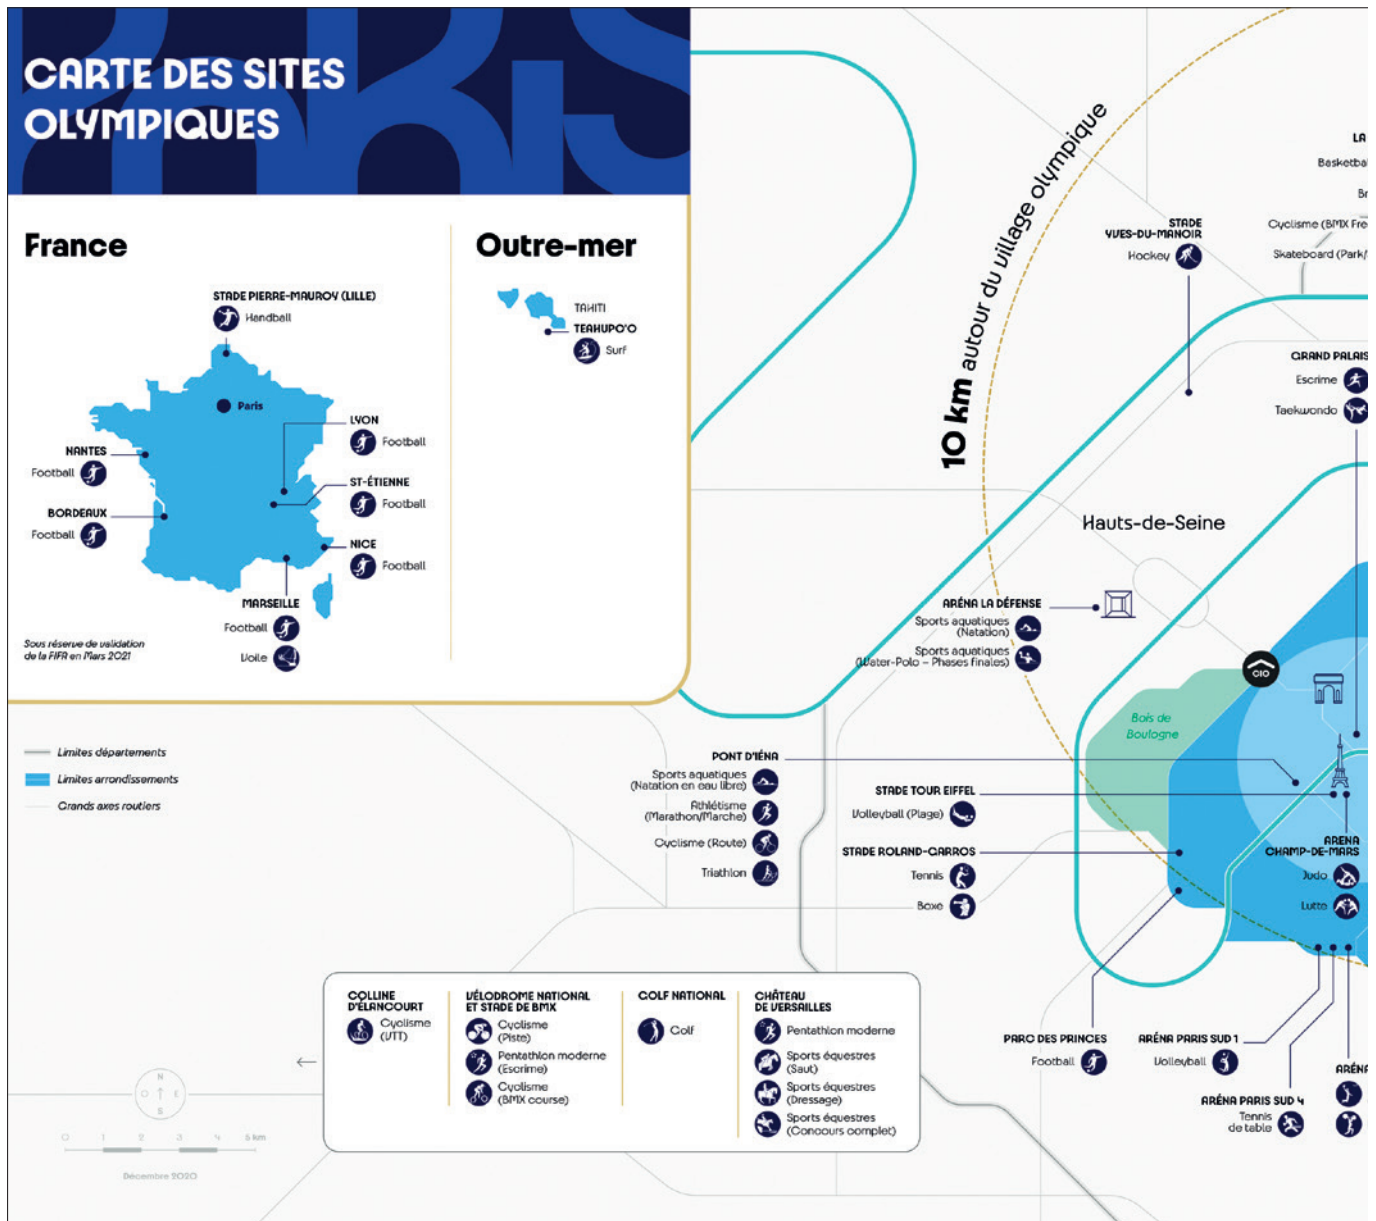 CARTE DES SITES
OLYMPIQUES
France
Outre-mer
STADE PIERRE-MAUROY (LILLE)
Handball
Paris
LYON
Football
NANTES
Football
ST-ÉTIENNE
Football
BORDEAUX
Football
NICE
Football
MARSEILLE
Football
Voile
Sous réserve de validation
de la FIFA en Mars 2021
TAHITI
TEAHUPO'O
Surf
Limites départements
Limites arrondissements
Grands axes routiers
10 km autour du village olympique
STADE
YVES-DU-MANOIR
Hockey
LA
Basketbal
Br
Cyclisme (BMX Fre
Skateboard (Park/
GRAND PALAIS
Escrime
Taekwondo
Hauts-de-Seine
ARÉNA LA DÉFENSE
Sports aquatiques
(Natation)
Sports aquatiques
(Water-Polo – Phases finales)
CIO
Bois de
Boulogne
PONT D'IÉNA
Sports aquatiques
(Natation en eau libre)
Athlétisme
(Marathon/Marche)
Cyclisme (Route)
Triathlon
STADE TOUR EIFFEL
Volleyball (Plage)
STADE ROLAND-GARROS
Tennis
Boxe
ARENA
CHAMP-DE-MARS
Judo
Lutte
PARC DES PRINCES
Football
ARÉNA PARIS SUD 1
Volleyball
ARÉNA PARIS SUD 4
Tennis
de table
ARÉNA
COLLINE
D'ÉLANCOURT
Cyclisme
(VTT)
VÉLODROME NATIONAL
ET STADE DE BMX
Cyclisme
(Piste)
Pentathlon moderne
(Escrime)
Cyclisme
(BMX course)
GOLF NATIONAL
Golf
CHÂTEAU
DE VERSAILLES
Pentathlon moderne
Sports équestres
(Saut)
Sports équestres
(Dressage)
Sports équestres
(Concours complet)
N
O E
S
0 1 2 3 4 5 km
Décembre 2020